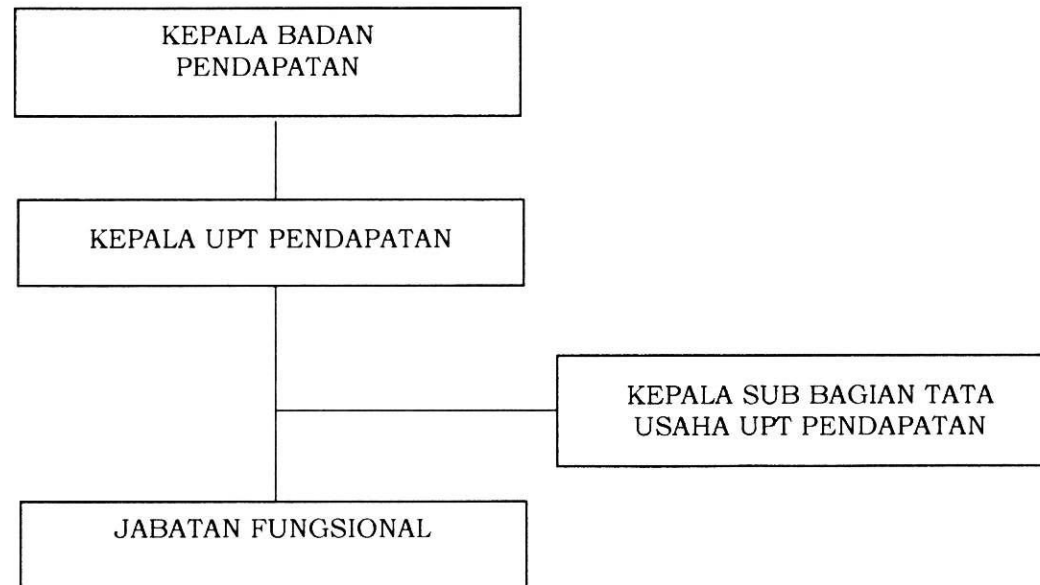 KEPALA BADAN
PENDAPATAN
KEPALA UPT PENDAPATAN
KEPALA SUB BAGIAN TATA
USAHA UPT PENDAPATAN
JABATAN FUNGSIONAL